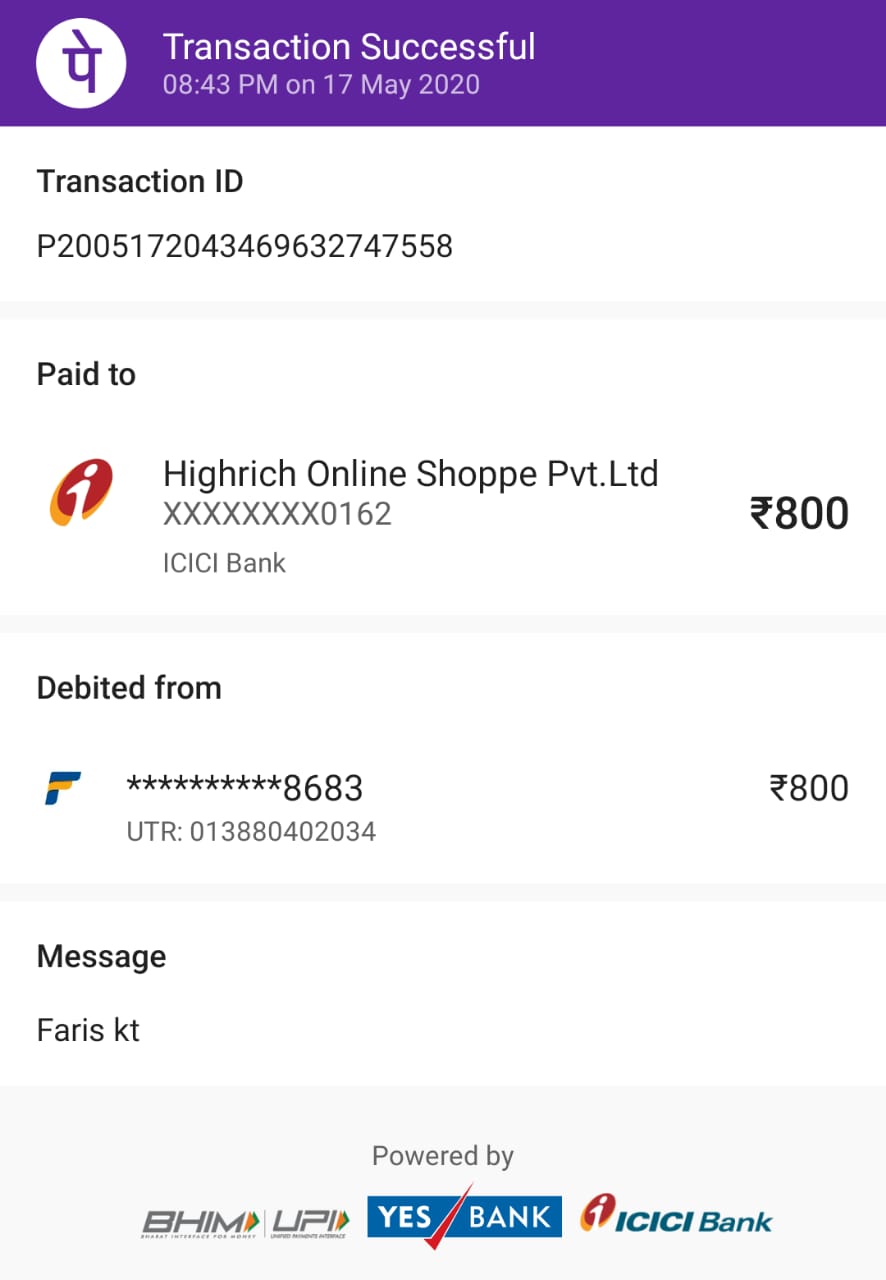 पे
Transaction Successful
08:43 PM on 17 May 2020
Transaction ID
P2005172043469632747558
Paid to
Highrich Online Shoppe Pvt.Ltd
XXXXXXXX0162
₹800
ICICI Bank
Debited from
**********8683
₹800
UTR: 013880402034
Message
Faris kt
Powered by
BHIM UPI YES BANK ICICI Bank
BHARAT INTERFACE FOR MONEY UNIFIED PAYMENTS INTERFACE